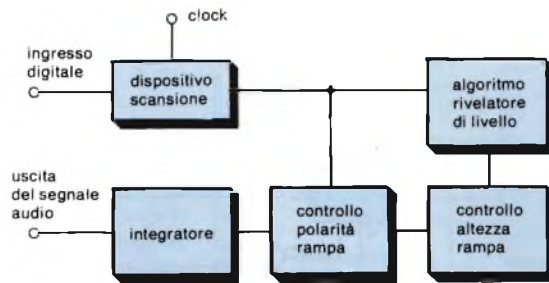 clock
ingresso
digitale
dispositivo
scansione
algoritmo
rivelatore
di livello
uscita
del segnale
audio
integratore
controllo
polarità
rampa
controllo
altezza
rampa